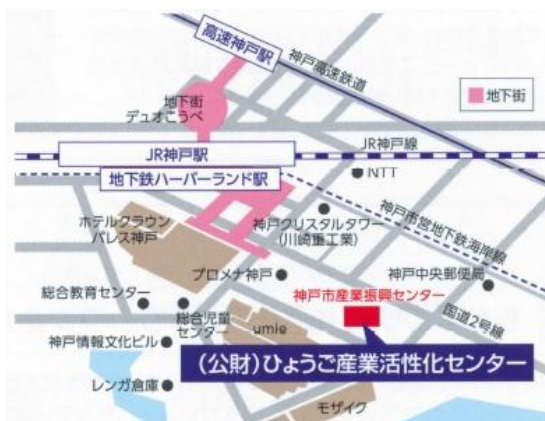 高速神戸駅
神戸高速鉄道
地下街
デュオこうべ
地下街
JR神戸駅
JR神戸線
地下鉄ハーバーランド駅
NTT
神戸市営地下鉄海岸線
ホテルクラウン
パレス神戸
神戸クリスタルタワー
(川崎重工業)
プロメナ神戸
神戸中央郵便局
総合教育センター
神戸市産業振興センター
総合児童
センター
umie
国道2号線
神戸情報文化ビル
(公財)ひょうご産業活性化センター
レンガ倉庫
モザイク